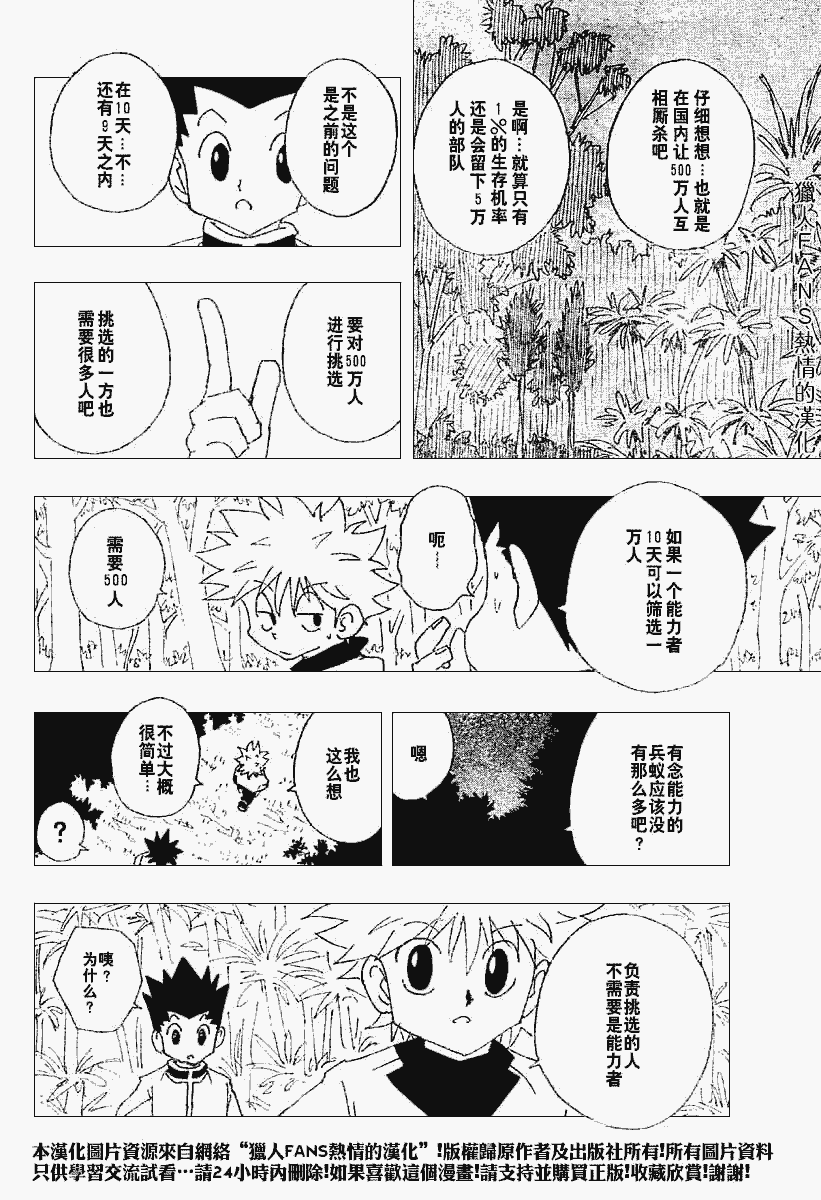 仔细想想…也就是
在国内让500万人互
相厮杀吧
是啊…就算只有
1%的生存机率
还是会留下5万
人的部队
不是这个
是之前的问题
在10天…不…
还有9天之内
要对500万人
进行挑选
挑选的一方也
需要很多人吧
如果一个能力者
10天可以筛选一
万人
呃…
需要
500
人
有念能力的
兵蚁应该没
有那么多吧?
嗯
我也
这么
想
不过大概
很简单…
?
负责挑选的人
不需要是能力者
咦?
为什么?
獵人FANS熱情的漢化
本漢化圖片資源來自網絡“獵人FANS熱情的漢化”!版權歸原作者及出版社所有!所有圖片資料
只供學習交流試看…請24小時內刪除!如果喜歡這個漫畫!請支持並購買正版!收藏欣賞!謝謝!